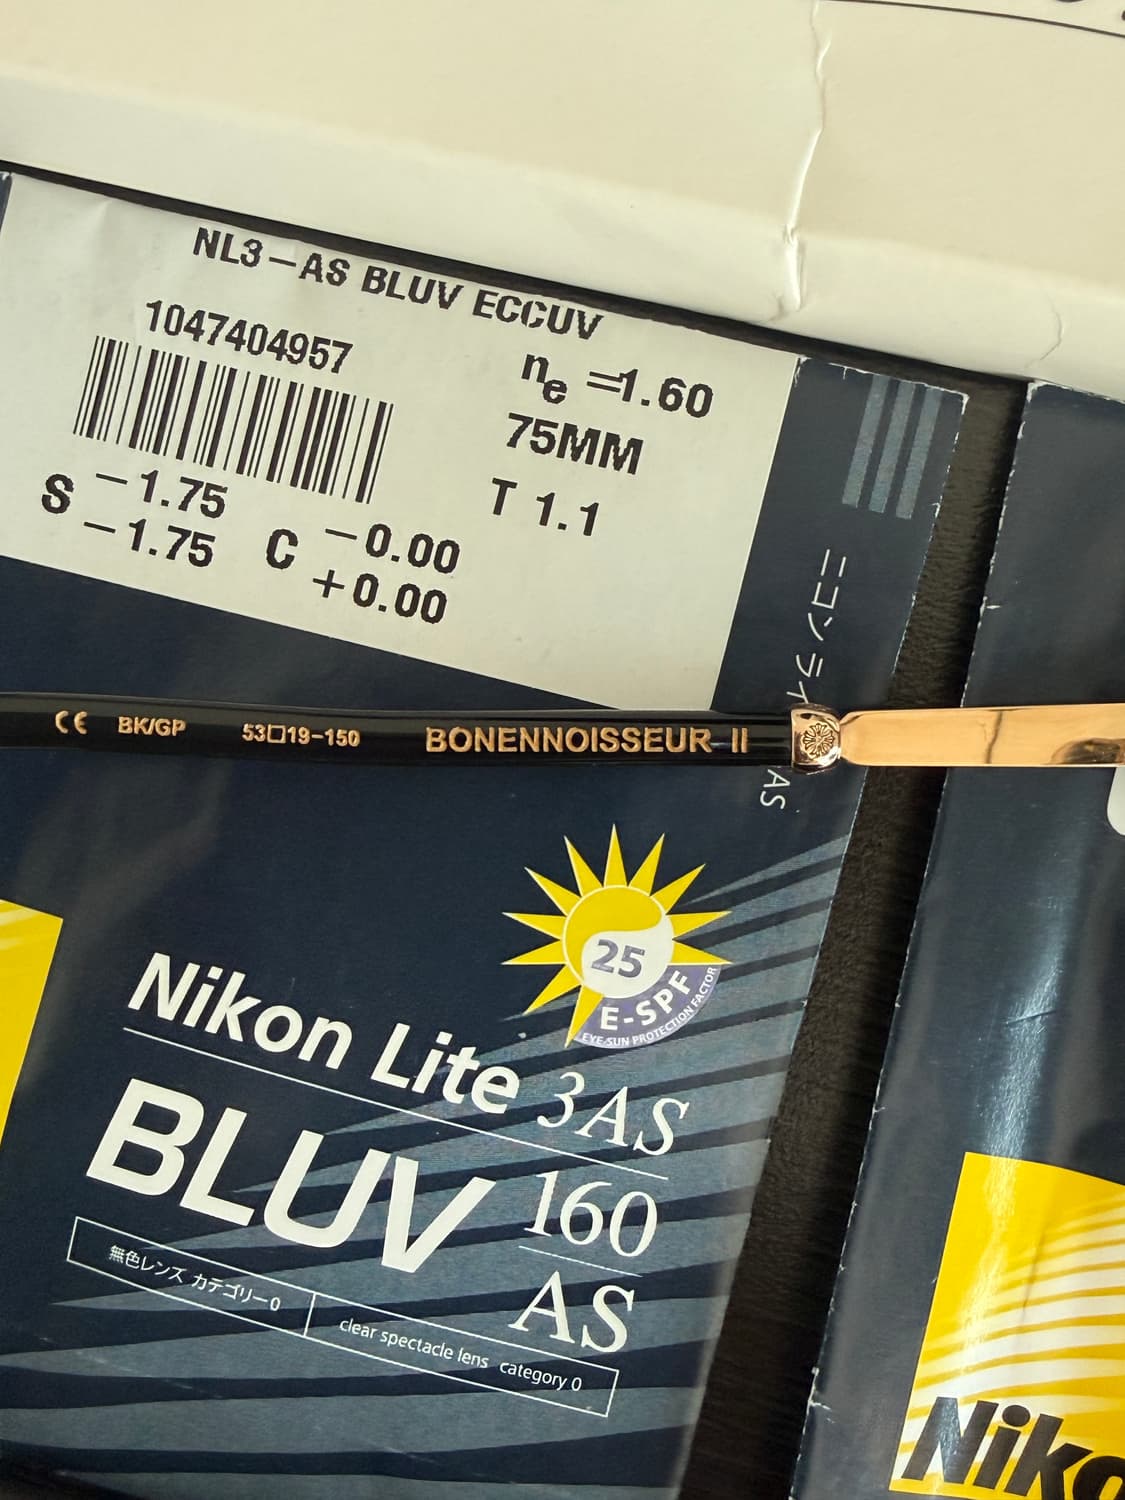 NL3-AS BLUV ECCUV
1047404957
ne=1.60
75MM
T 1.1
S -1.75
-1.75
C -0.00
+0.00
ニコン ライ
AS
CE BK/GP 53□19-150 BONENNOISSEUR II
25
E-SPF
EYE-SUN PROTECTION FACTOR
Nikon Lite 3AS
BLUV 160
AS
無色レンズ カテゴリー0
clear spectacle lens category 0
Niko